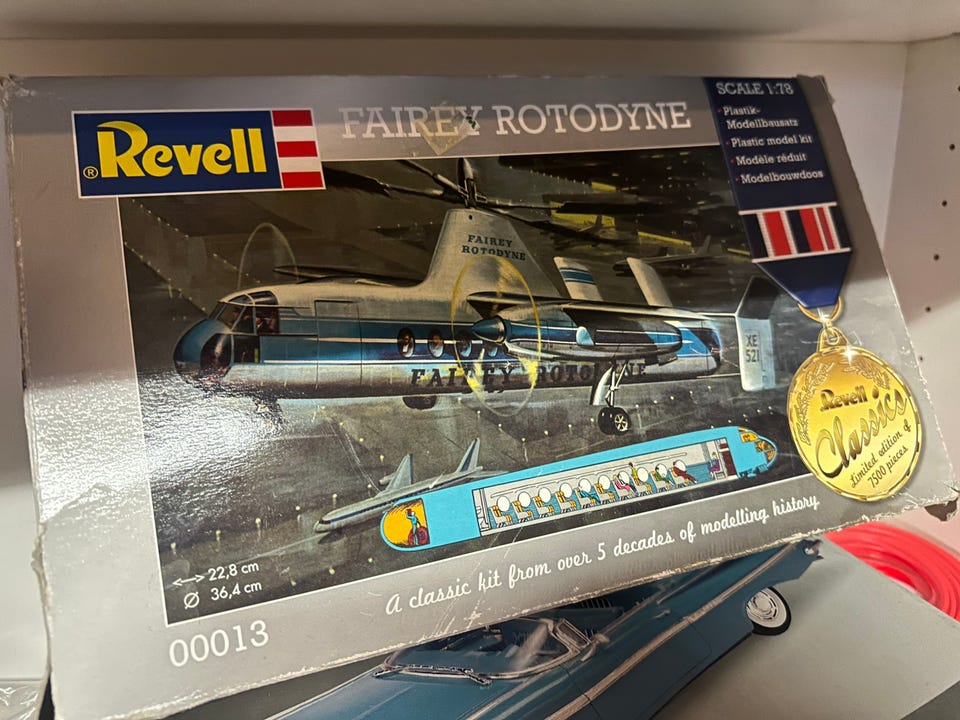 ®Revell
FAIREY ROTODYNE
SCALE 1:78
· Plastik-
Modellbausatz
· Plastic model kit
· Modèle réduit
· Modelbouwdoos
FAIREY
ROTODYNE
FAIREY ROTODYNE
XE
521
Revell
Classics
Limited edition of
7500 pieces
22,8 cm
Ø 36,4 cm
A classic kit from over 5 decades of modelling history
00013